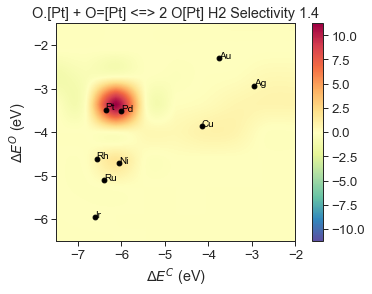 O.[Pt] + O=[Pt] <=> 2 O[Pt] H2 Selectivity 1.4
ΔE^O (eV)
−2
−3
−4
−5
−6
Au
Ag
Pt
Pd
Cu
Rh
Ni
Ru
Ir
−7
−6
−5
−4
−3
−2
ΔE^C (eV)
10.0
7.5
5.0
2.5
0.0
−2.5
−5.0
−7.5
−10.0